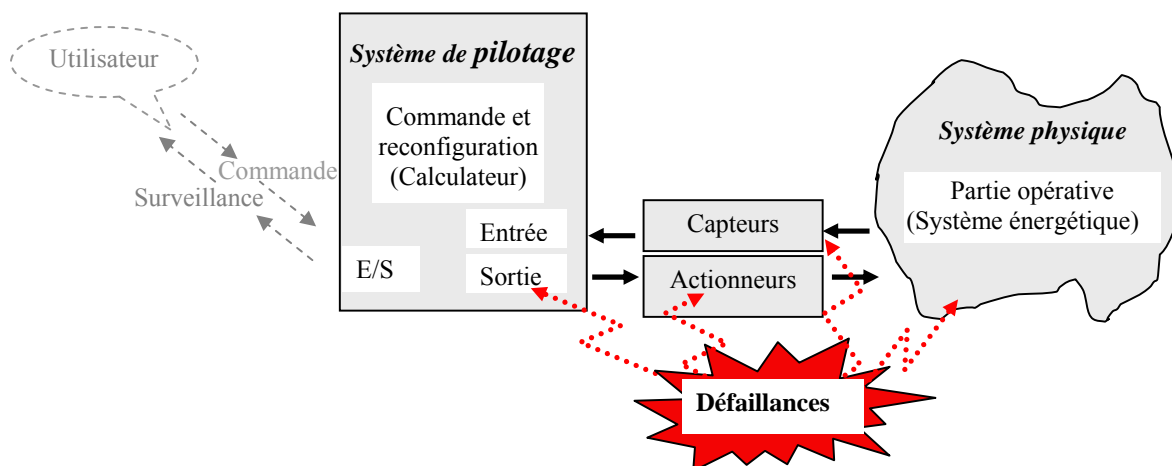 Utilisateur
Commande
Surveillance
Système de pilotage
Commande et
reconfiguration
(Calculateur)
Entrée
E/S
Sortie
Capteurs
Actionneurs
Système physique
Partie opérative
(Système énergétique)
Défaillances